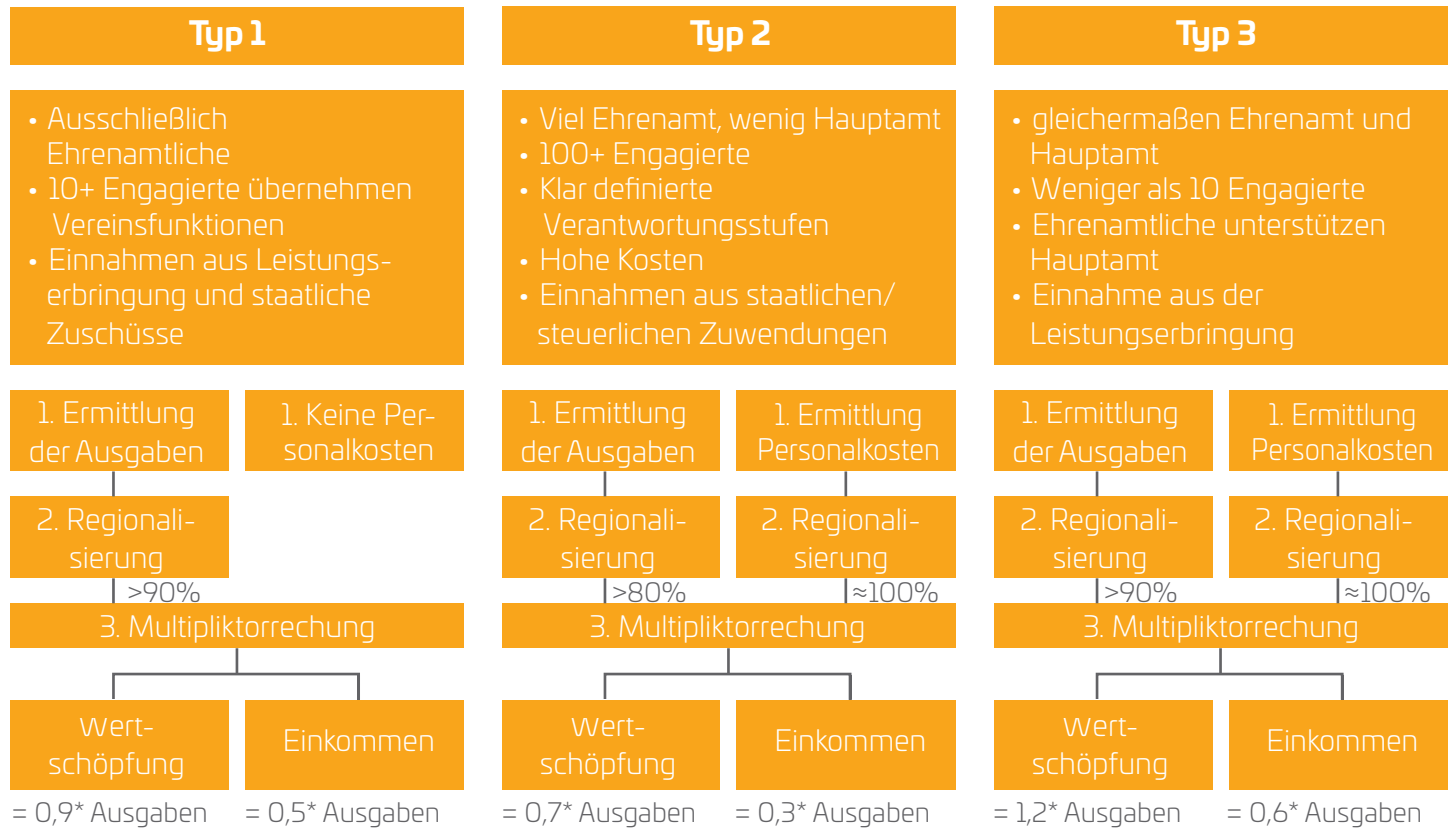 Typ 1
• Ausschließlich
Ehrenamtliche
• 10+ Engagierte übernehmen
Vereinsfunktionen
• Einnahmen aus Leistungs-
erbringung und staatliche
Zuschüsse
1. Ermittlung
der Ausgaben
1. Keine Per-
sonalkosten
2. Regionali-
sierung
>90%
3. Multipliktorrechung
Wert-
schöpfung
Einkommen
= 0,9* Ausgaben
= 0,5* Ausgaben
Typ 2
• Viel Ehrenamt, wenig Hauptamt
• 100+ Engagierte
• Klar definierte
Verantwortungsstufen
• Hohe Kosten
• Einnahmen aus staatlichen/
steuerlichen Zuwendungen
1. Ermittlung
der Ausgaben
1. Ermittlung
Personalkosten
2. Regionali-
sierung
2. Regionali-
sierung
>80%
≈100%
3. Multipliktorrechung
Wert-
schöpfung
Einkommen
= 0,7* Ausgaben
= 0,3* Ausgaben
Typ 3
• gleichermaßen Ehrenamt und
Hauptamt
• Weniger als 10 Engagierte
• Ehrenamtliche unterstützen
Hauptamt
• Einnahme aus der
Leistungserbringung
1. Ermittlung
der Ausgaben
1. Ermittlung
Personalkosten
2. Regionali-
sierung
2. Regionali-
sierung
>90%
≈100%
3. Multipliktorrechung
Wert-
schöpfung
Einkommen
= 1,2* Ausgaben
= 0,6* Ausgaben